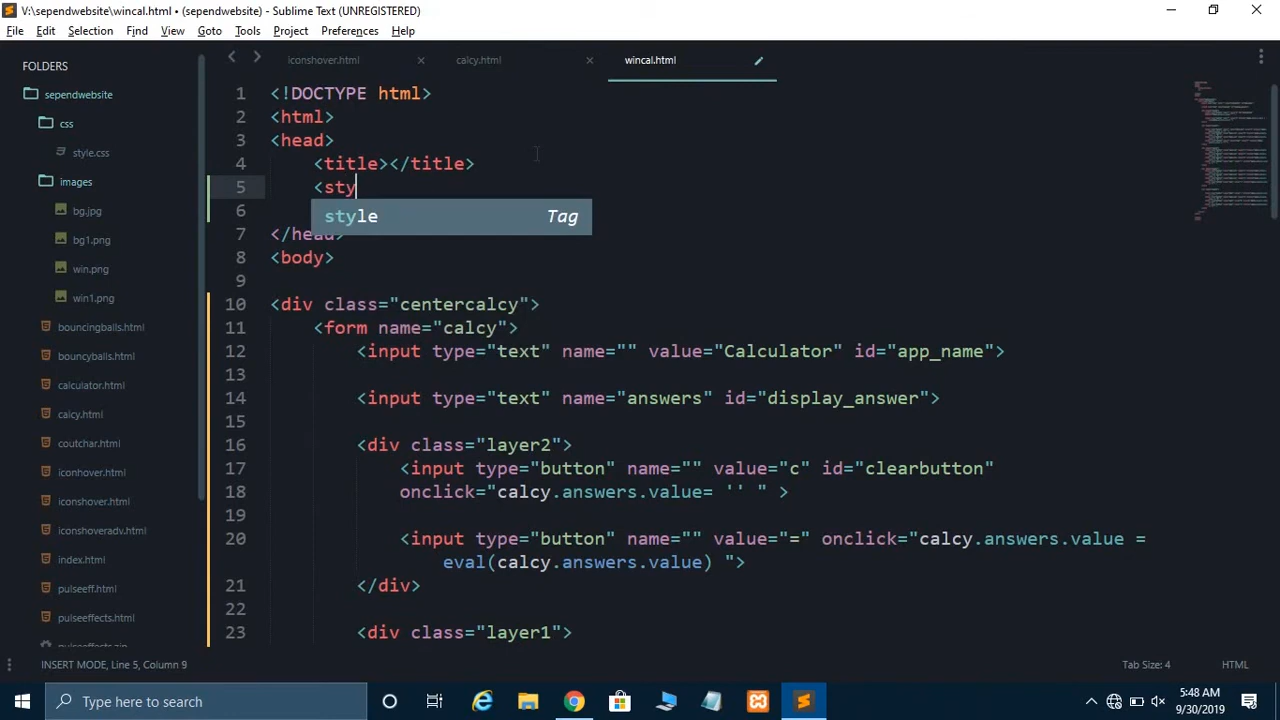 V:\sependwebsite\wincal.html • (sependwebsite) - Sublime Text (UNREGISTERED)
File Edit Selection Find View Goto Tools Project Preferences Help
FOLDERS
sependwebsite
css
style.css
images
bg.jpg
bg1.png
win.png
win1.png
bouncingballs.html
bouncyballs.html
calculator.html
calcy.html
coutchar.html
iconhover.html
iconshover.html
iconshoveradv.html
index.html
pulseeff.html
pulseeffects.html
pulseeffects.zip
iconshover.html calcy.html wincal.html
1 <!DOCTYPE html>
2 <html>
3 <head>
4 <title></title>
5 <sty
style Tag
6
7 </head>
8 <body>
9
10 <div class="centercalcy">
11 <form name="calcy">
12 <input type="text" name="" value="Calculator" id="app_name">
13
14 <input type="text" name="answers" id="display_answer">
15
16 <div class="layer2">
17 <input type="button" name="" value="c" id="clearbutton"
18 onclick="calcy.answers.value= '' " >
19
20 <input type="button" name="" value="=" onclick="calcy.answers.value =
eval(calcy.answers.value) ">
21 </div>
22
23 <div class="layer1">
INSERT MODE, Line 5, Column 9 Tab Size: 4 HTML
Type here to search
5:48 AM
9/30/2019